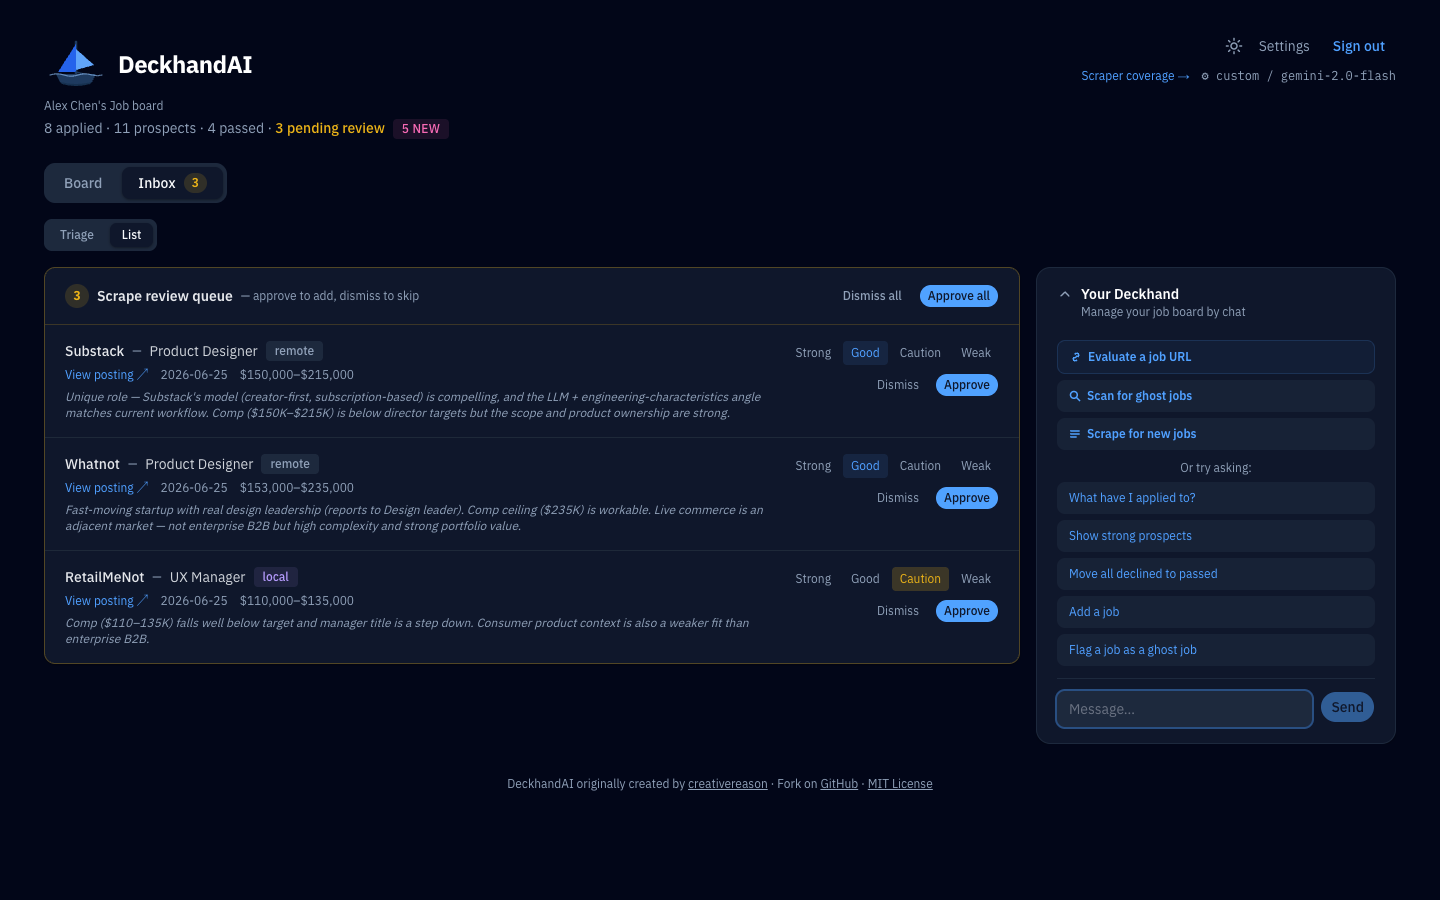 DeckhandAI
Settings
Sign out
Scraper coverage → ⚙ custom / gemini-2.0-flash
Alex Chen's Job board
8 applied · 11 prospects · 4 passed · 3 pending review 5 NEW
Board
Inbox 3
Triage
List
3 Scrape review queue — approve to add, dismiss to skip
Dismiss all
Approve all
Substack — Product Designer remote
Strong Good Caution Weak
View posting ↗ 2026-06-25 $150,000–$215,000
Dismiss Approve
Unique role — Substack's model (creator-first, subscription-based) is compelling, and the LLM + engineering-characteristics angle
matches current workflow. Comp ($150K–$215K) is below director targets but the scope and product ownership are strong.
Whatnot — Product Designer remote
Strong Good Caution Weak
View posting ↗ 2026-06-25 $153,000–$235,000
Dismiss Approve
Fast-moving startup with real design leadership (reports to Design leader). Comp ceiling ($235K) is workable. Live commerce is an
adjacent market — not enterprise B2B but high complexity and strong portfolio value.
RetailMeNot — UX Manager local
Strong Good Caution Weak
View posting ↗ 2026-06-25 $110,000–$135,000
Dismiss Approve
Comp ($110–135K) falls well below target and manager title is a step down. Consumer product context is also a weaker fit than
enterprise B2B.
Your Deckhand
Manage your job board by chat
Evaluate a job URL
Scan for ghost jobs
Scrape for new jobs
Or try asking:
What have I applied to?
Show strong prospects
Move all declined to passed
Add a job
Flag a job as a ghost job
Message...
Send
DeckhandAI originally created by creativereason · Fork on GitHub · MIT License